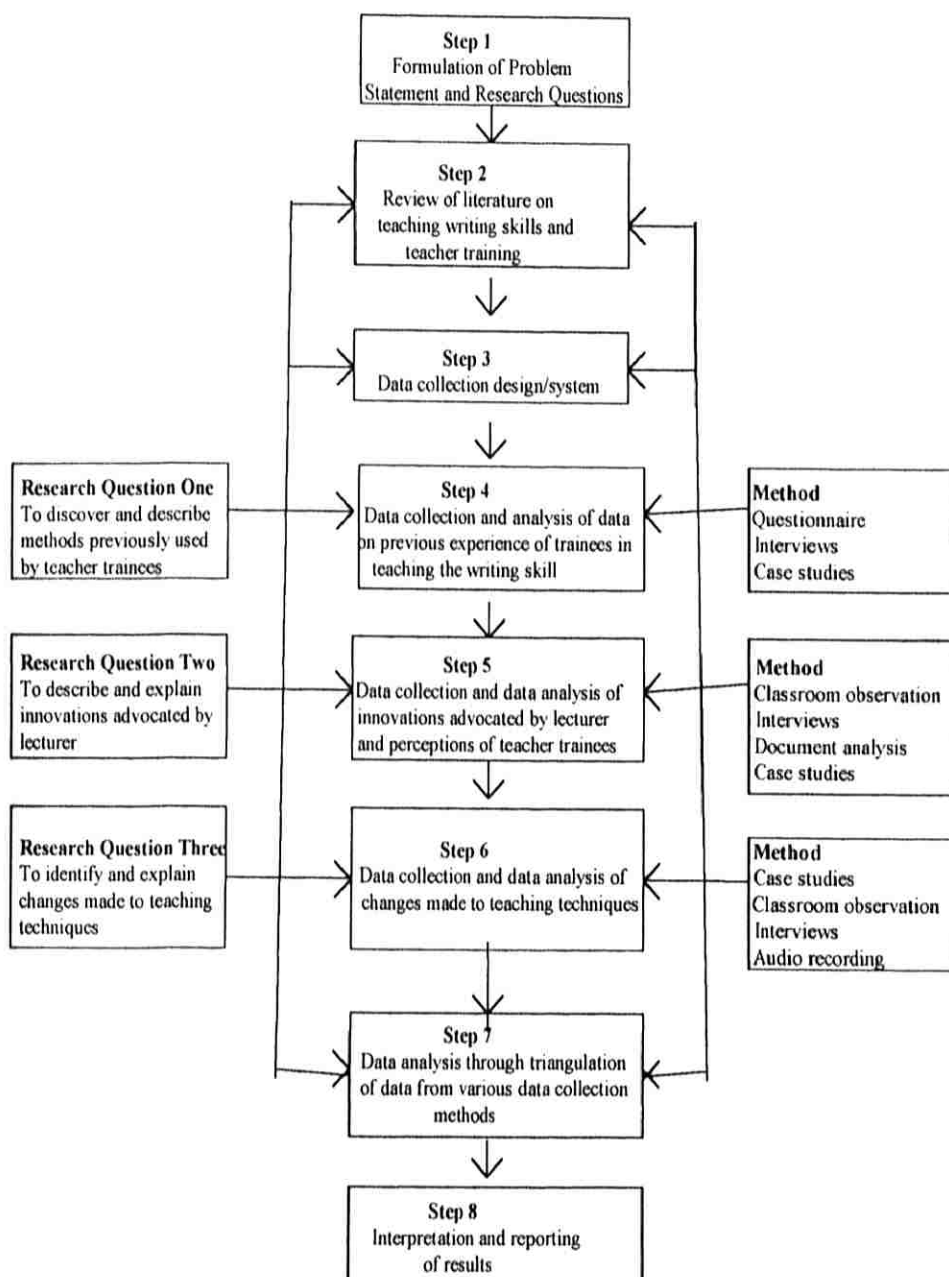 Step 1
Formulation of Problem
Statement and Research Questions
Step 2
Review of literature on
teaching writing skills and
teacher training
Step 3
Data collection design/system
Research Question One
To discover and describe
methods previously used
by teacher trainees
Step 4
Data collection and analysis of data
on previous experience of trainees in
teaching the writing skill
Method
Questionnaire
Interviews
Case studies
Research Question Two
To describe and explain
innovations advocated by
lecturer
Step 5
Data collection and data analysis of
innovations advocated by lecturer
and perceptions of teacher trainees
Method
Classroom observation
Interviews
Document analysis
Case studies
Research Question Three
To identify and explain
changes made to teaching
techniques
Step 6
Data collection and data analysis of
changes made to teaching techniques
Method
Case studies
Classroom observation
Interviews
Audio recording
Step 7
Data analysis through triangulation
of data from various data collection
methods
Step 8
Interpretation and reporting
of results